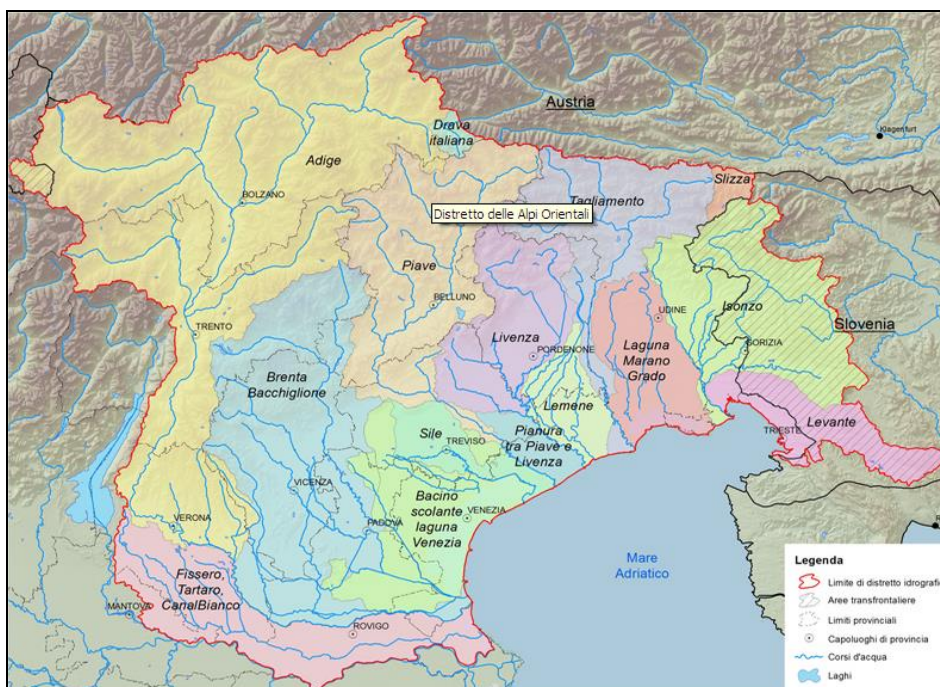 Austria
Klagenfurt
Drava
italiana
Adige
Slizza
BOLZANO
Tagliamento
Distretto delle Alpi Orientali
Piave
BELLUNO
Isonzo
UDINE
Slovenia
TRENTO
Livenza
PORDENONE
Laguna
Marano
Grado
GORIZIA
Brenta
Bacchiglione
Lemene
Levante
TRIESTE
Sile
TREVISO
Pianura
tra Piave e
Livenza
VICENZA
Bacino
scolante
laguna
Venezia
VENEZIA
PADOVA
VERONA
Mare
Adriatico
Fissero,
Tartaro,
CanalBianco
MANTOVA
ROVIGO
Legenda
Limite di distretto idrografic
Aree transfrontaliere
Limiti provinciali
Capoluoghi di provincia
Corsi d'acqua
Laghi